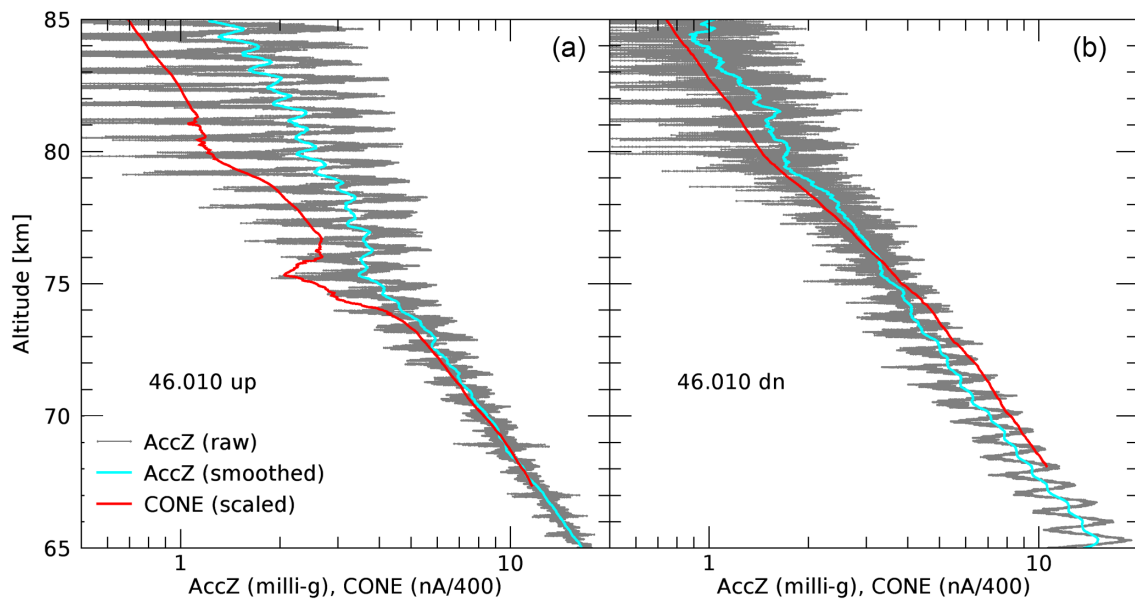 (a)
(b)
85
80
75
70
65
Altitude [km]
46.010 up
46.010 dn
AccZ (raw)
AccZ (smoothed)
CONE (scaled)
1
10
1
10
AccZ (milli-g), CONE (nA/400)
AccZ (milli-g), CONE (nA/400)